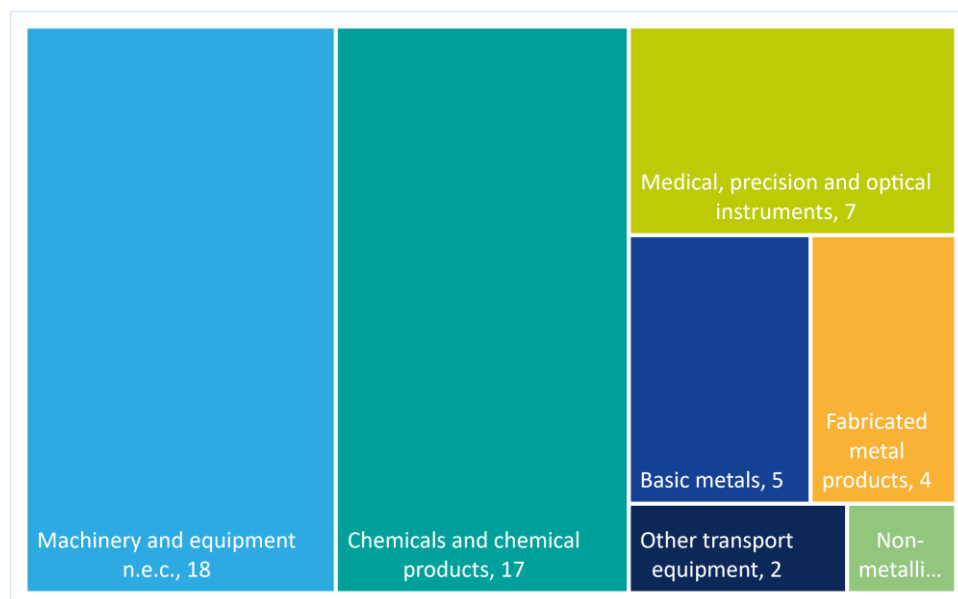 Medical, precision and optical
instruments, 7
Fabricated
metal
products, 4
Basic metals, 5
Machinery and equipment
n.e.c., 18
Chemicals and chemical
products, 17
Other transport
equipment, 2
Non-
metalli...